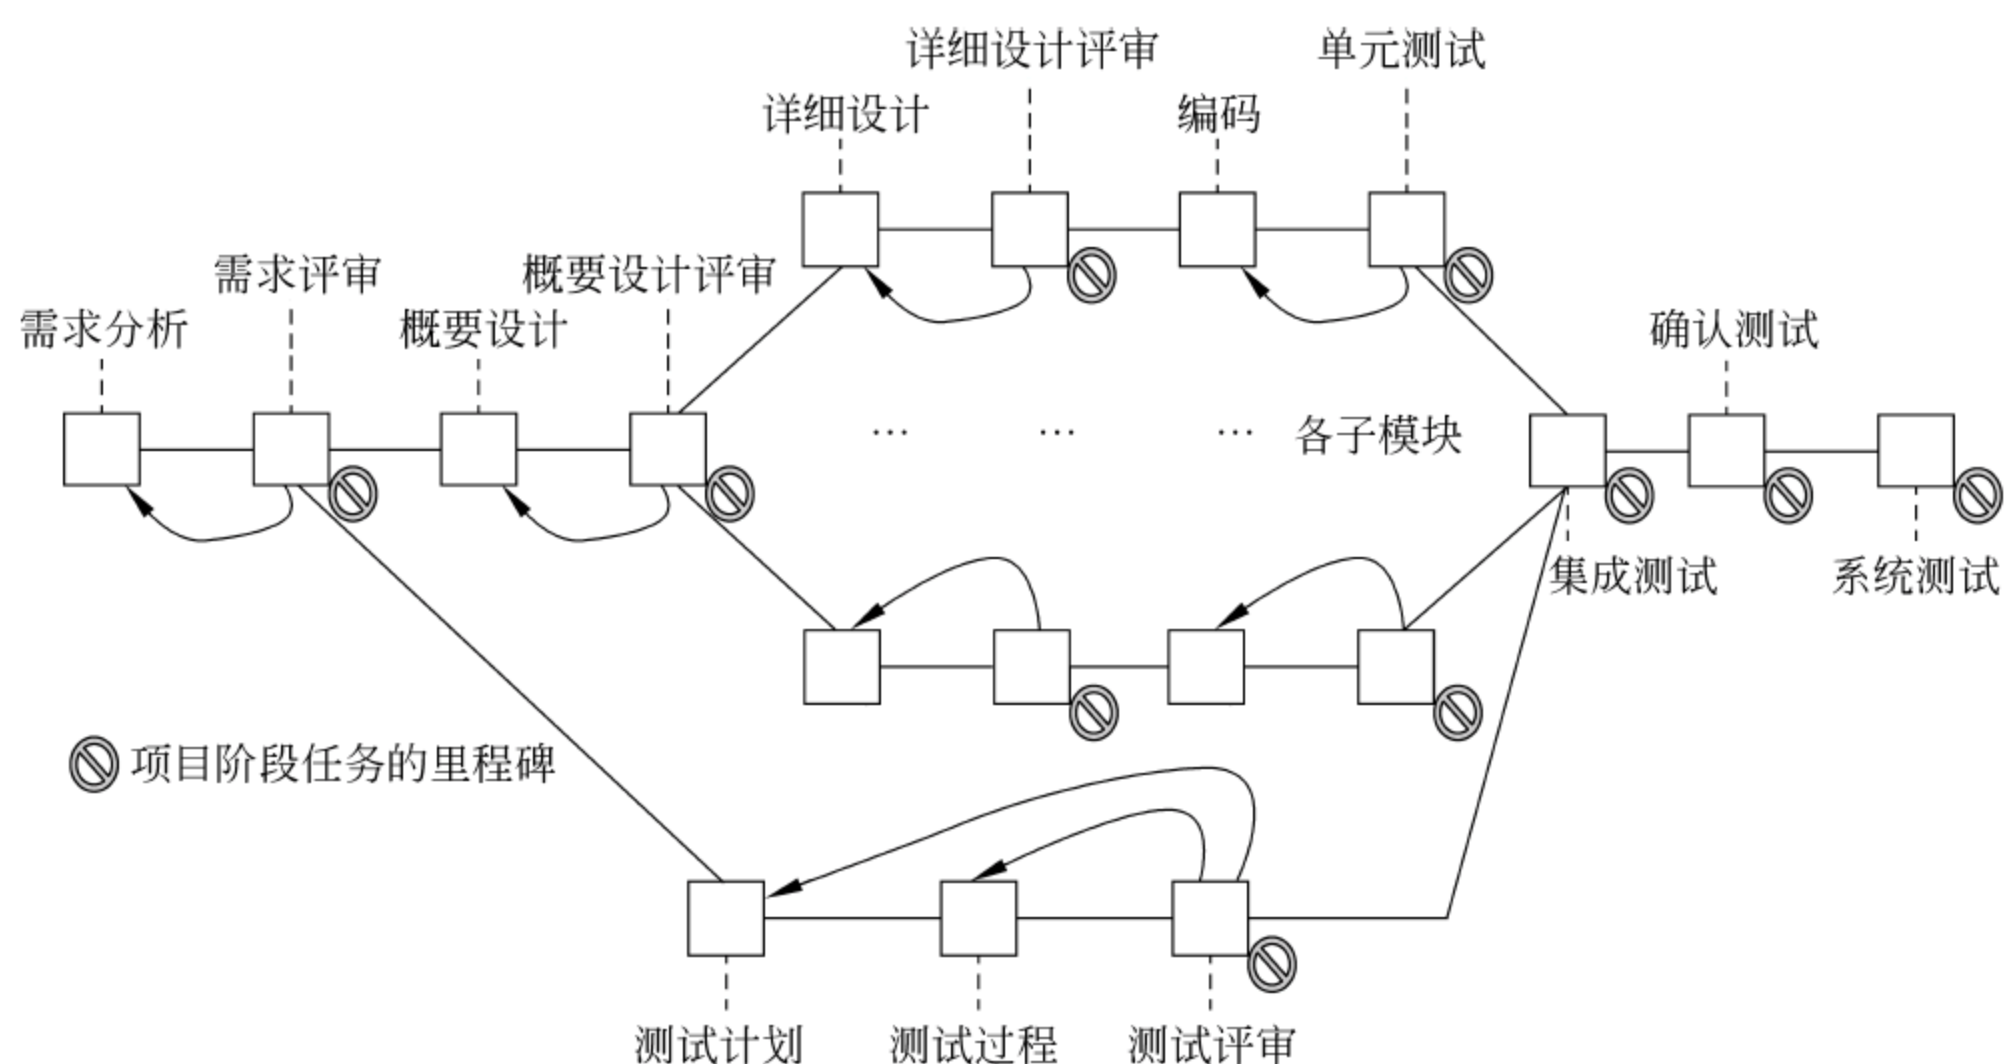 详细设计评审
单元测试
详细设计
编码
需求评审
概要设计评审
需求分析
概要设计
确认测试
… … … 各子模块
集成测试
系统测试
项目阶段任务的里程碑
测试计划
测试过程
测试评审